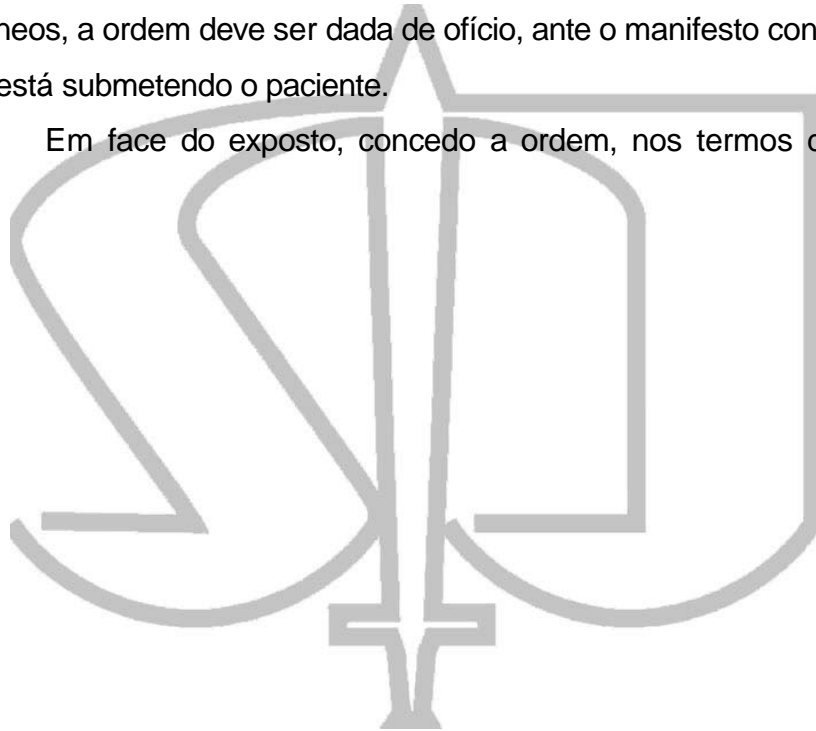 neos, a ordem deve ser dada de ofício, ante o manifesto con
está submetendo o paciente.
Em face do exposto, concedo a ordem, nos termos